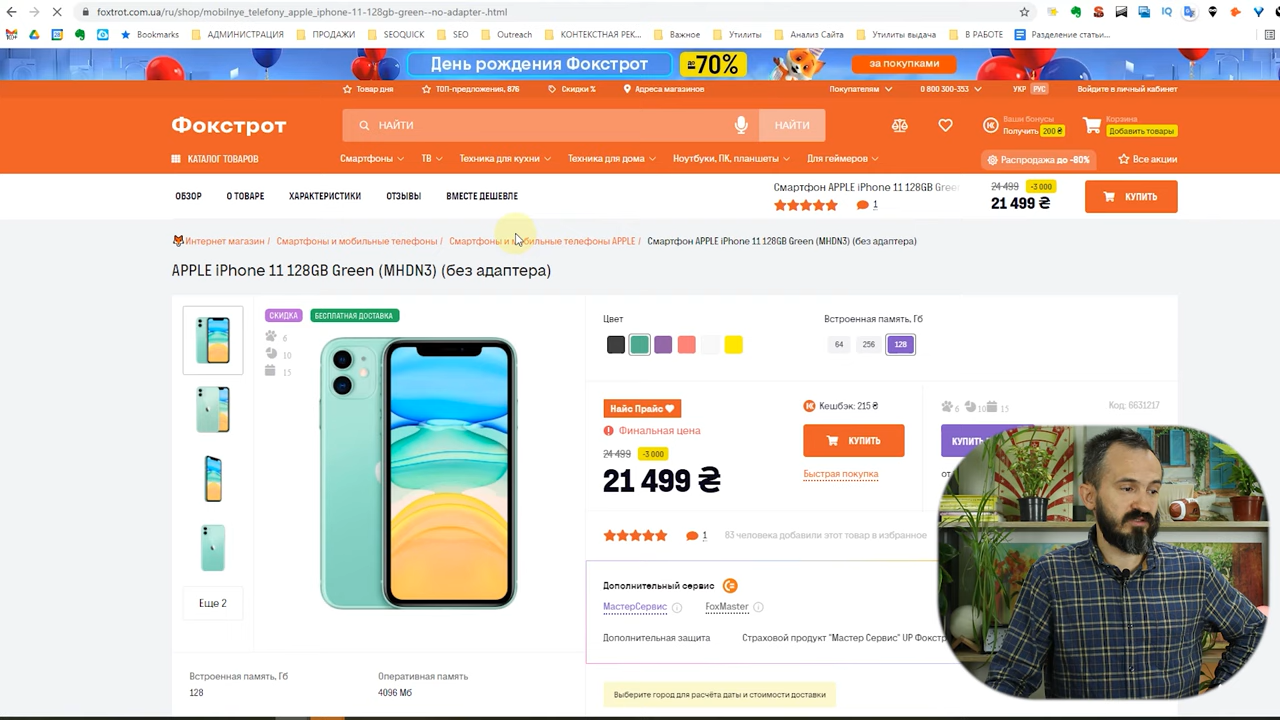 foxtrot.com.ua/ru/shop/mobilnye_telefony_apple_iphone-11-128gb-green--no-adapter-.html
Bookmarks АДМИНИСТРАЦИЯ ПРОДАЖИ SEOQUICK SEO Outreach КОНТЕКСТНАЯ РЕК... Важное Утилиты Анализ Сайта Утилиты выдача В РАБОТЕ Разделение статьи...
День рождения Фокстрот до -70% за покупками
Товар дня ТОП-предложения, 876 Скидки % Адреса магазинов Покупателям 0 800 300-353 УКР РУС Войдите в личный кабинет
Фокстрот НАЙТИ НАЙТИ
Ваши бонусы Корзина
Получить 200 ₴ Добавить товары
КАТАЛОГ ТОВАРОВ Смартфоны ТВ Техника для кухни Техника для дома Ноутбуки, ПК, планшеты Для геймеров Распродажа до -80% Все акции
ОБЗОР О ТОВАРЕ ХАРАКТЕРИСТИКИ ОТЗЫВЫ ВМЕСТЕ ДЕШЕВЛЕ
Смартфон APPLE iPhone 11 128GB Gree 24 499 -3 000
1 21 499 ₴ КУПИТЬ
Интернет магазин / Смартфоны и мобильные телефоны / Смартфоны и мобильные телефоны APPLE / Смартфон APPLE iPhone 11 128GB Green (MHDN3) (без адаптера)
APPLE iPhone 11 128GB Green (MHDN3) (без адаптера)
СКИДКА БЕСПЛАТНАЯ ДОСТАВКА
6
10
15
Еще 2
Цвет Встроенная память, Гб
64 256 128
Найс Прайс Кешбэк: 215 ₴ 6 10 15 Код: 6631217
Финальная цена
24 499 -3 000 КУПИТЬ КУПИТЬ
21 499 ₴ Быстрая покупка от
1 83 человека добавили этот товар в избранное
Дополнительный сервис
МастерСервис FoxMaster
Дополнительная защита Страховой продукт "Мастер Сервис" UP Фокстр
Встроенная память, Гб Оперативная память
128 4096 Мб
Выберите город для расчёта даты и стоимости доставки